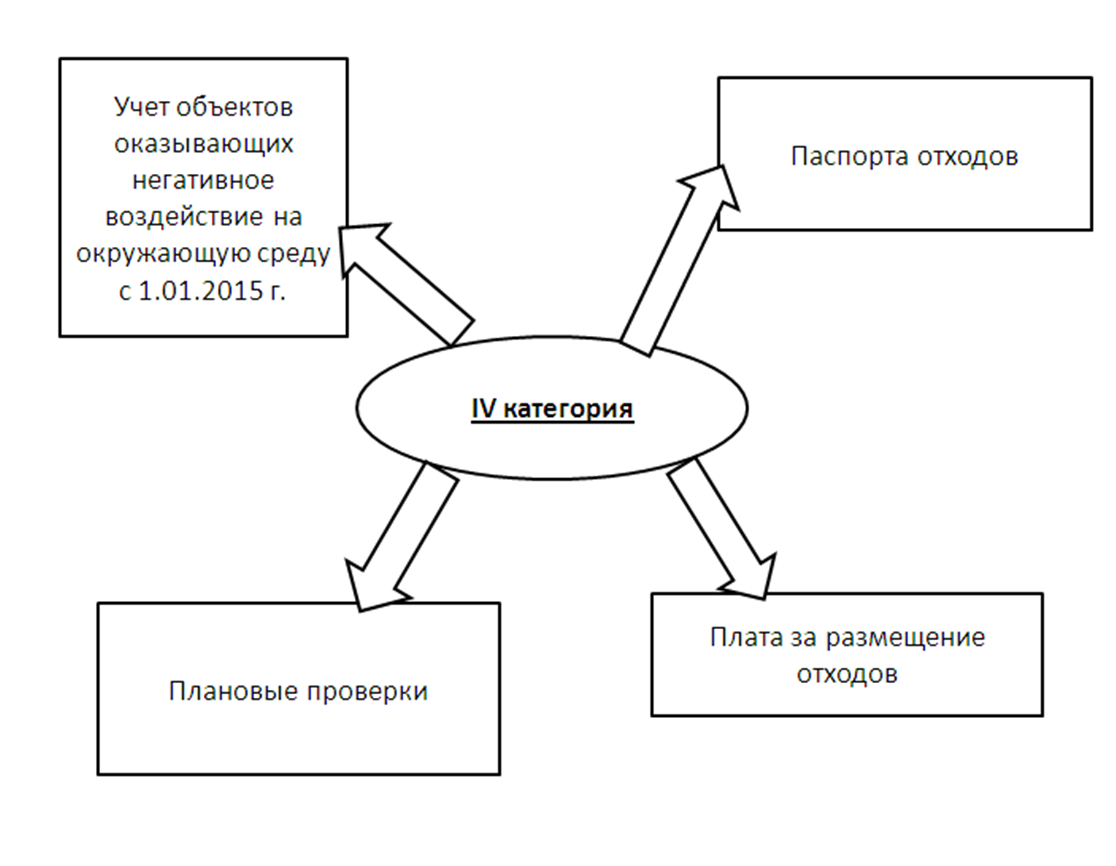 Учет объектов
оказывающих
негативное
воздействие на
окружающую среду
с 1.01.2015 г.
Паспорта отходов
IV категория
Плановые проверки
Плата за размещение
отходов